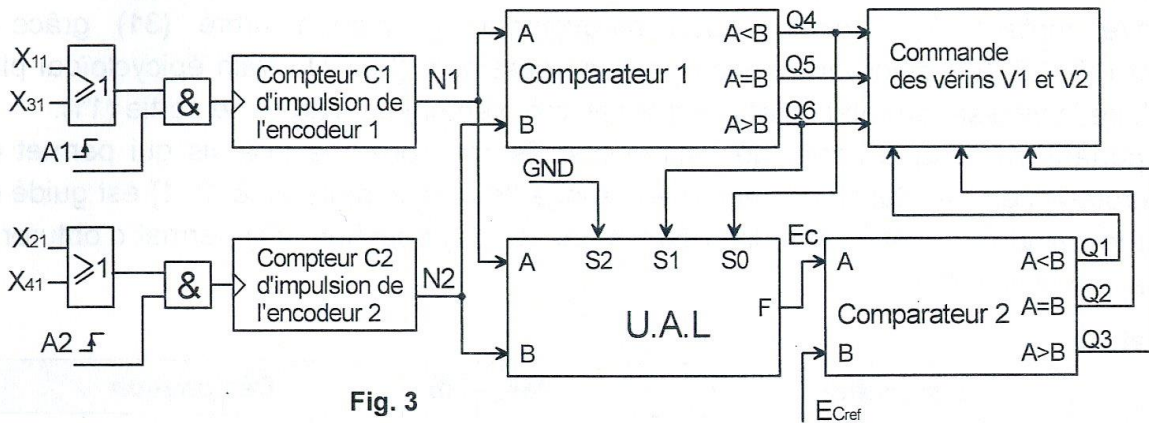 X11
X31
≥1
&
A1
Compteur C1
d'impulsion de
l'encodeur 1
N1
A
B
Comparateur 1
A<B
A=B
A>B
Q4
Q5
Q6
Commande
des vérins V1 et V2
GND
X21
X41
≥1
&
A2
Compteur C2
d'impulsion de
l'encodeur 2
N2
A
B
S2 S1 S0
U.A.L
F
Ec
A
B
Comparateur 2
A<B
A=B
A>B
Q1
Q2
Q3
ECref
Fig. 3